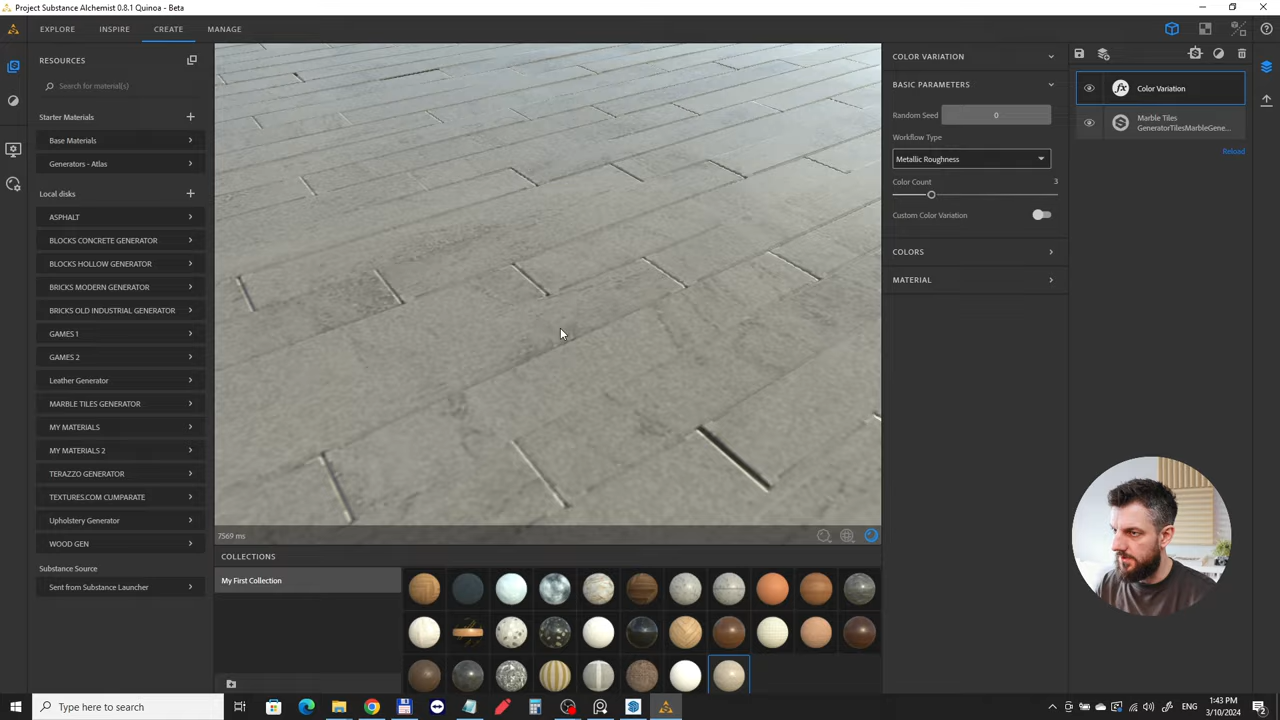 Project Substance Alchemist 0.8.1 Quinoa - Beta
EXPLORE
INSPIRE
CREATE
MANAGE
RESOURCES
Search for material(s)
Starter Materials
Base Materials
Generators - Atlas
Local disks
ASPHALT
BLOCKS CONCRETE GENERATOR
BLOCKS HOLLOW GENERATOR
BRICKS MODERN GENERATOR
BRICKS OLD INDUSTRIAL GENERATOR
GAMES 1
GAMES 2
Leather Generator
MARBLE TILES GENERATOR
MY MATERIALS
MY MATERIALS 2
TERAZZO GENERATOR
TEXTURES.COM CUMPARATE
Upholstery Generator
WOOD GEN
Substance Source
Sent from Substance Launcher
7569 ms
COLLECTIONS
My First Collection
COLOR VARIATION
BASIC PARAMETERS
Random Seed
0
Workflow Type
Metallic Roughness
Color Count
3
Custom Color Variation
COLORS
MATERIAL
Color Variation
Marble Tiles
GeneratorTilesMarbleGene...
Reload
Type here to search
ENG
1:43 PM
3/10/2024